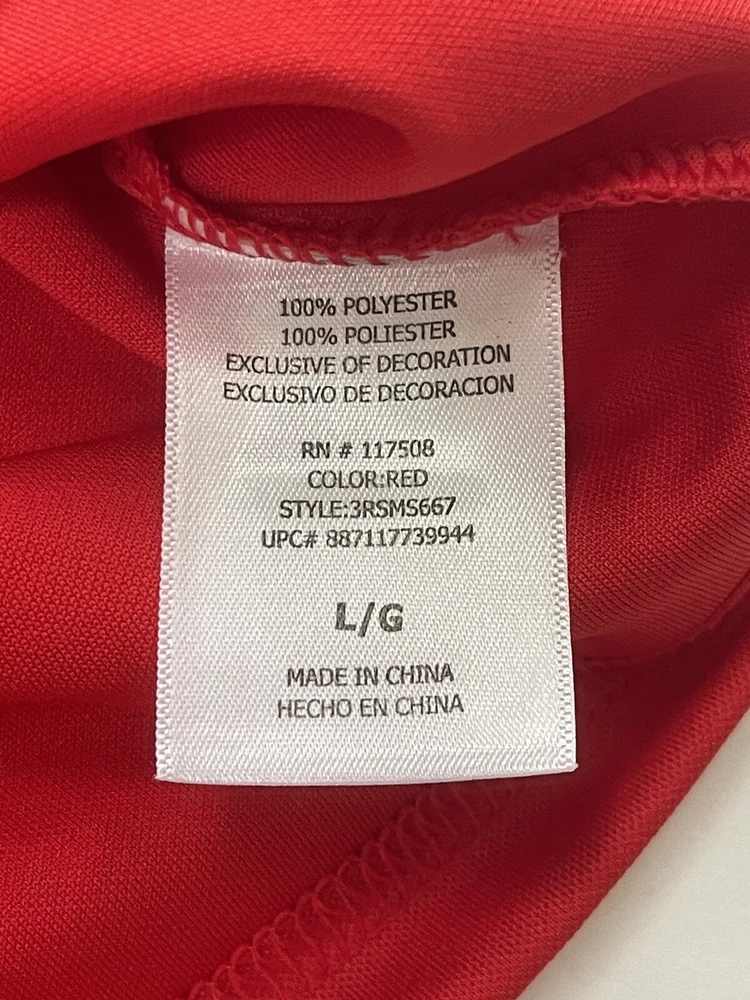 100% POLYESTER
100% POLIESTER
EXCLUSIVE OF DECORATION
EXCLUSIVO DE DECORACION
RN # 117508
COLOR:RED
STYLE:3RSMS667
UPC# 887117739944
L/G
MADE IN CHINA
HECHO EN CHINA